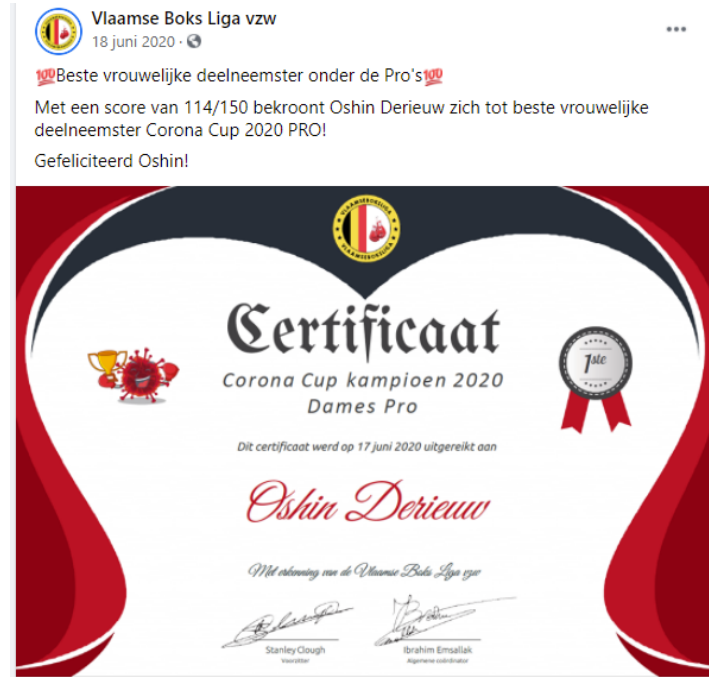 Vlaamse Boks Liga vzw
18 juni 2020 ·
💯Beste vrouwelijke deelneemster onder de Pro's💯
Met een score van 114/150 bekroont Oshin Derieuw zich tot beste vrouwelijke
deelneemster Corona Cup 2020 PRO!
Gefeliciteerd Oshin!
VLAAMSEBOKSLIGA
VLAAMSEBOKSLIGA
Certificaat
Corona Cup kampioen 2020
Dames Pro
1ste
Dit certificaat werd op 17 juni 2020 uitgereikt aan
Oshin Derieuw
Met erkenning van de Vlaamse Boks Liga vzw
Stanley Clough
Voorzitter
Ibrahim Emsallak
Algemene coördinator